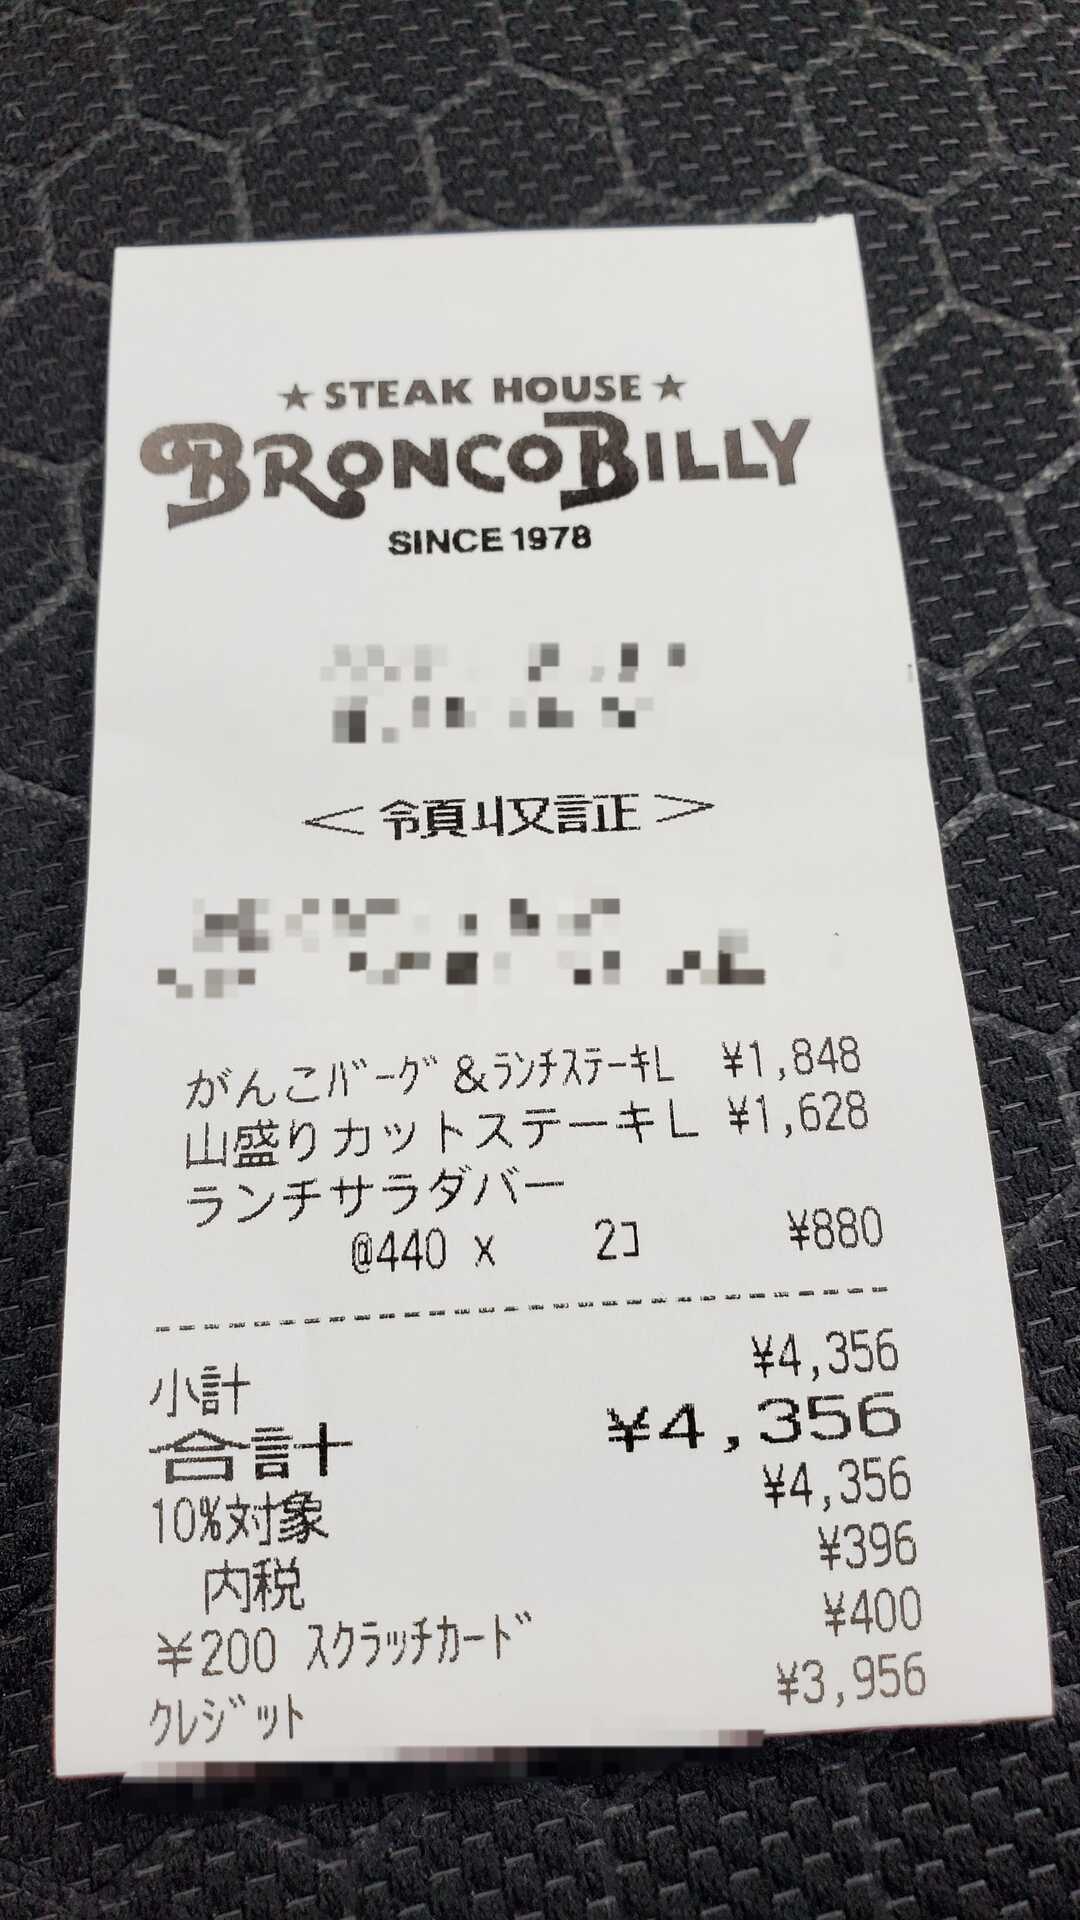 ★ STEAK HOUSE ★
BRONCO BILLY
SINCE 1978
＜領収証＞
がんこﾊﾞｰｸﾞ&ﾗﾝﾁｽﾃｰｷL ¥1,848
山盛りカットステーキL ¥1,628
ランチサラダバー
@440 x 2コ ¥880
小計 ¥4,356
合計 ¥4,356
10%対象 ¥4,356
内税 ¥396
¥200 ｽｸﾗｯﾁｶｰﾄﾞ ¥400
ｸﾚｼﾞｯﾄ ¥3,956